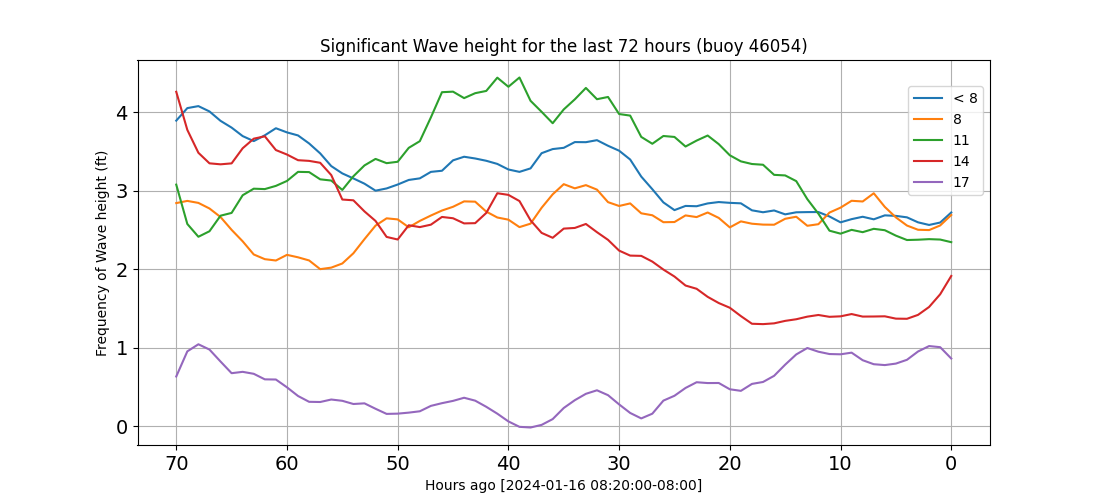 Significant Wave height for the last 72 hours (buoy 46054)
Frequency of Wave height (ft)
4
3
2
1
0
< 8
8
11
14
17
70 60 50 40 30 20 10 0
Hours ago [2024-01-16 08:20:00-08:00]